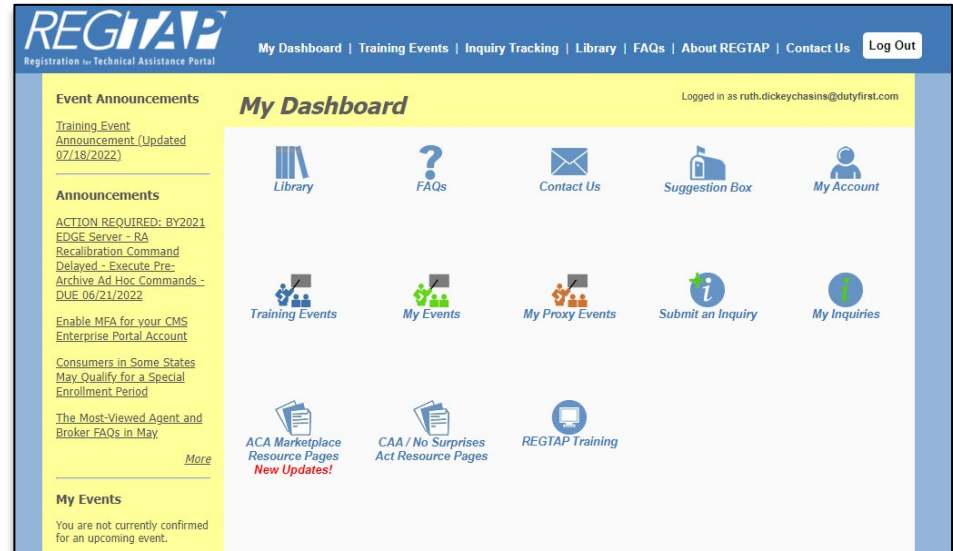 REGTAP
Registration for Technical Assistance Portal
My Dashboard | Training Events | Inquiry Tracking | Library | FAQs | About REGTAP | Contact Us
Log Out
Event Announcements
Training Event
Announcement (Updated
07/18/2022)
Announcements
ACTION REQUIRED: BY2021
EDGE Server - RA
Recalibration Command
Delayed - Execute Pre-
Archive Ad Hoc Commands -
DUE 06/21/2022
Enable MFA for your CMS
Enterprise Portal Account
Consumers in Some States
May Qualify for a Special
Enrollment Period
The Most-Viewed Agent and
Broker FAQs in May
More
My Events
You are not currently confirmed
for an upcoming event.
My Dashboard
Logged in as ruth.dickeychasins@dutyfirst.com
Library
FAQs
Contact Us
Suggestion Box
My Account
Training Events
My Events
My Proxy Events
Submit an Inquiry
My Inquiries
ACA Marketplace
Resource Pages
New Updates!
CAA / No Surprises
Act Resource Pages
REGTAP Training